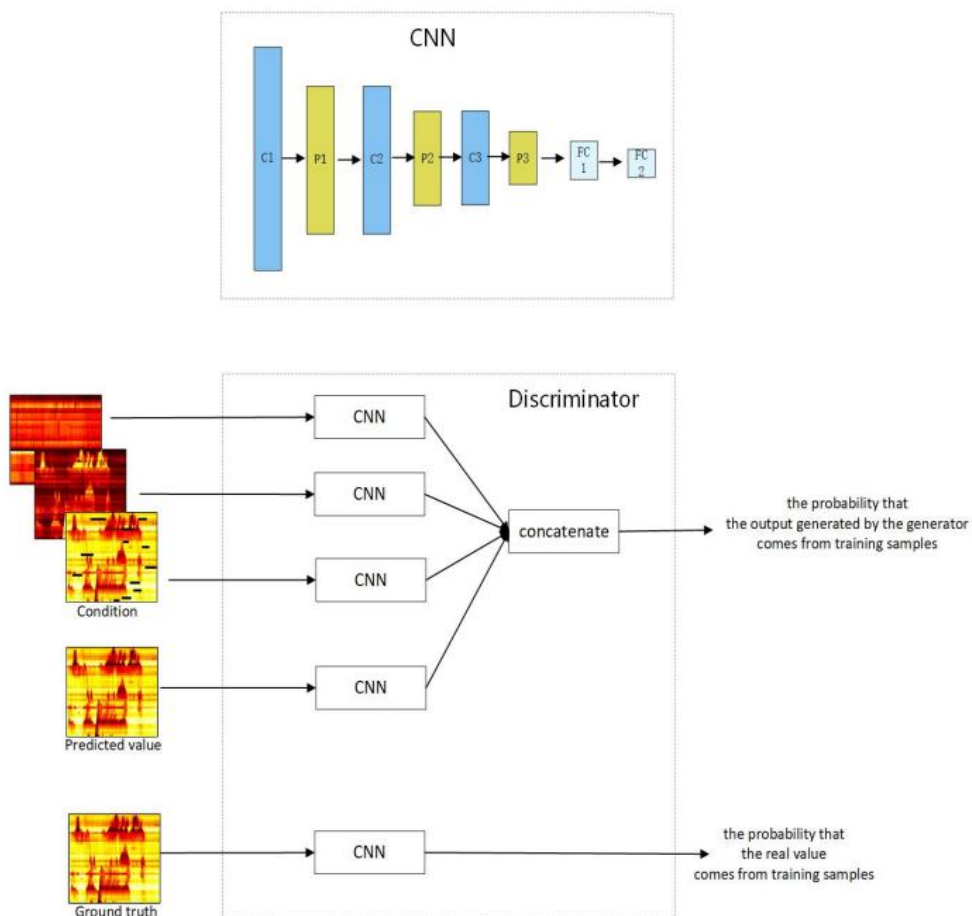 CNN
C1
P1
C2
P2
C3
P3
FC
1
FC
2
Discriminator
CNN
CNN
CNN
CNN
concatenate
the probability that
the output generated by the generator
comes from training samples
Condition
Predicted value
CNN
the probability that
the real value
comes from training samples
Ground truth